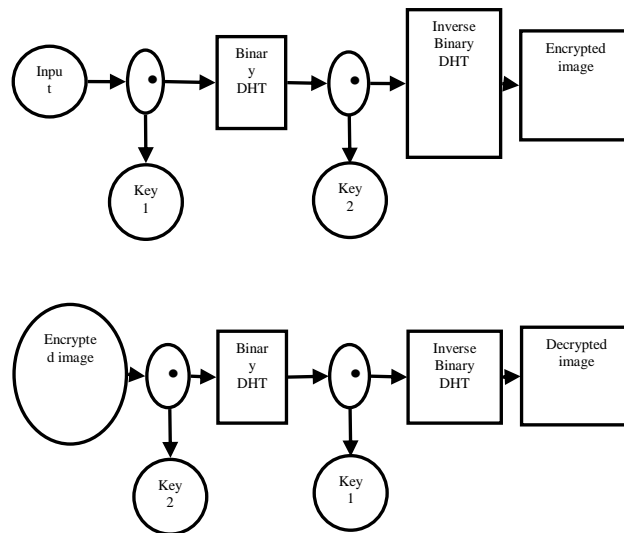 Inpu
t
Binar
y
DHT
Inverse
Binary
DHT
Encrypted
image
Key
1
Key
2
Encrypte
d image
Binar
y
DHT
Inverse
Binary
DHT
Decrypted
image
Key
2
Key
1